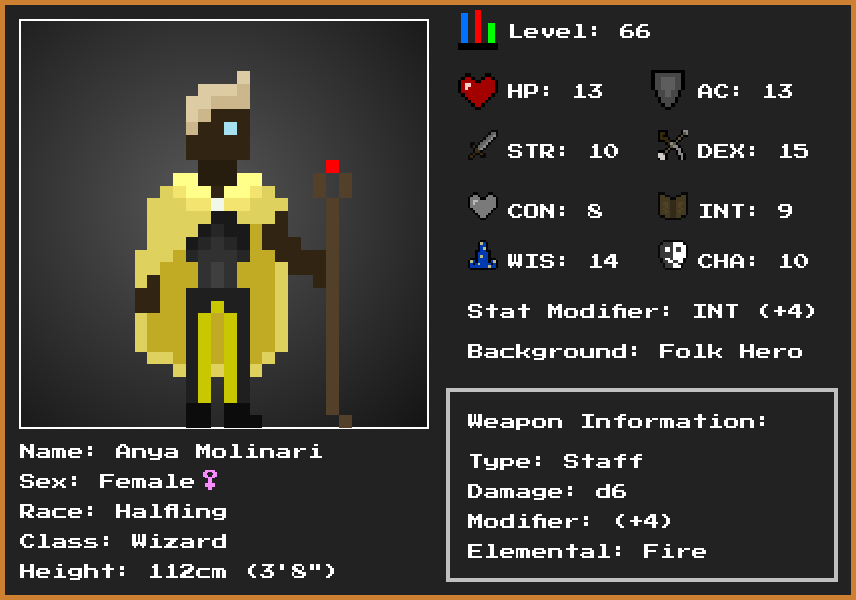 Level: 66
HP: 13
AC: 13
STR: 10
DEX: 15
CON: 8
INT: 9
WIS: 14
CHA: 10
Stat Modifier: INT (+4)
Background: Folk Hero
Weapon Information:
Type: Staff
Damage: d6
Modifier: (+4)
Elemental: Fire
Name: Anya Molinari
Sex: Female♀
Race: Halfling
Class: Wizard
Height: 112cm (3'8")